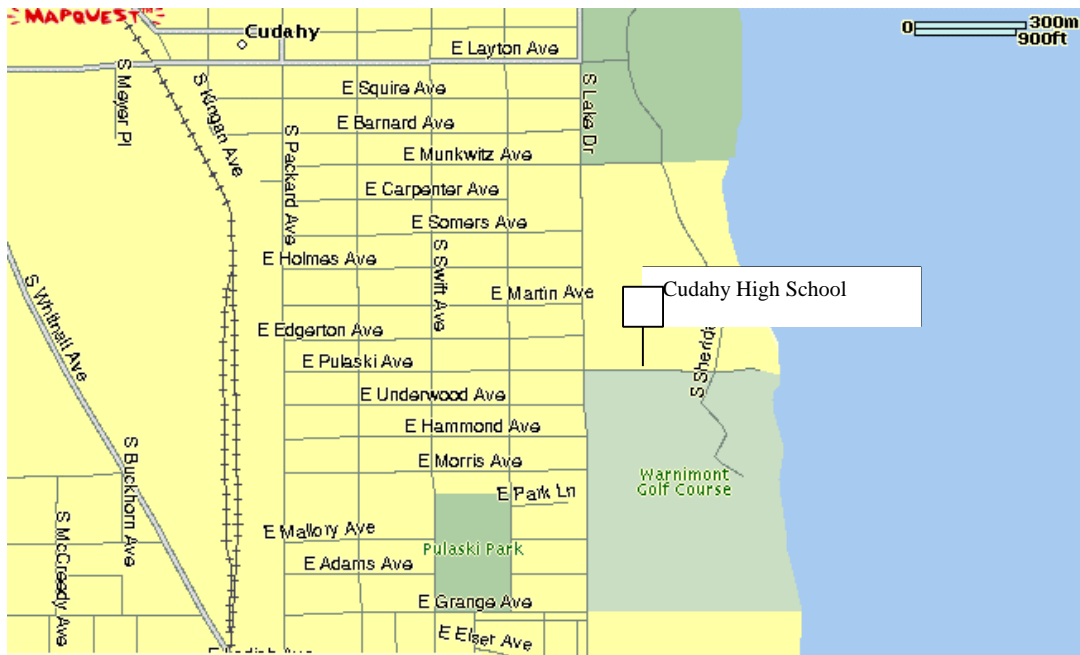 MAPQUEST
Cudahy
0 300m
900ft
E Layton Ave
S Meyer Pl
S Kingan Ave
E Squire Ave
S Lake Dr
E Barnard Ave
S Packard Ave
E Munkwitz Ave
E Carpenter Ave
E Somers Ave
E Holmes Ave
S Swift Ave
S Whitnall Ave
E Martin Ave
Cudahy High School
E Edgerton Ave
E Pulaski Ave
S Sherid
E Underwood Ave
E Hammond Ave
S Buckhorn Ave
E Morris Ave
Warnimont
Golf Course
E Park Ln
S McCreedy Ave
E Mallory Ave
Pulaski Park
E Adams Ave
E Grange Ave
E Elser Ave